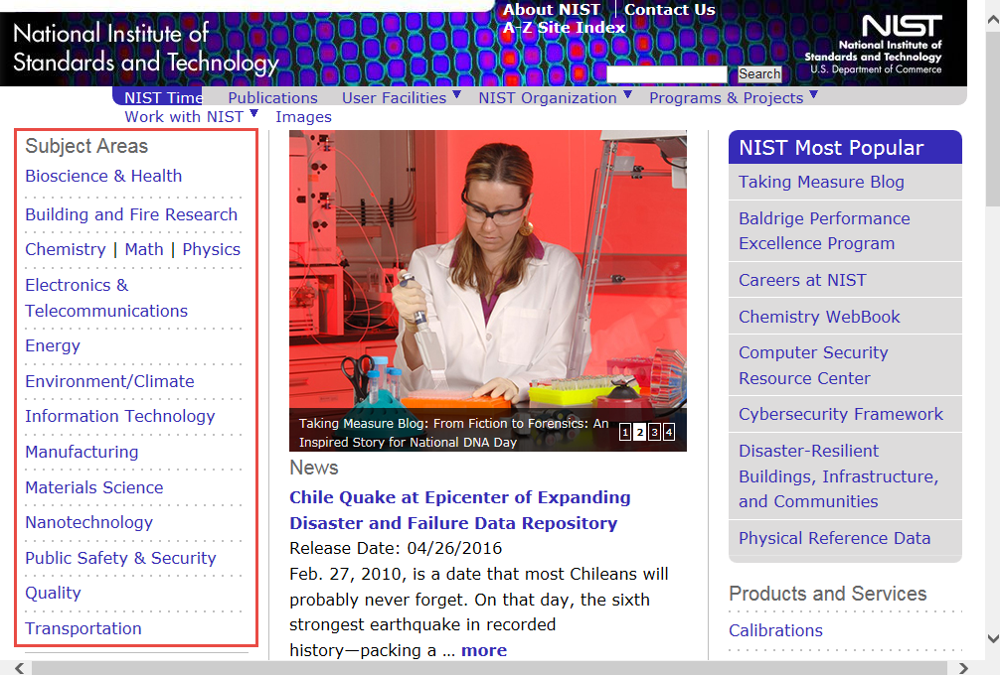 National Institute of
Standards and Technology
About NIST | Contact Us
A-Z Site Index
Search
NIST
National Institute of
Standards and Technology
U.S. Department of Commerce
NIST Time Publications User Facilities ▼ NIST Organization ▼ Programs & Projects ▼
Work with NIST ▼ Images
Subject Areas
Bioscience & Health
Building and Fire Research
Chemistry | Math | Physics
Electronics &
Telecommunications
Energy
Environment/Climate
Information Technology
Manufacturing
Materials Science
Nanotechnology
Public Safety & Security
Quality
Transportation
Taking Measure Blog: From Fiction to Forensics: An
Inspired Story for National DNA Day
1 2 3 4
News
Chile Quake at Epicenter of Expanding
Disaster and Failure Data Repository
Release Date: 04/26/2016
Feb. 27, 2010, is a date that most Chileans will
probably never forget. On that day, the sixth
strongest earthquake in recorded
history—packing a ... more
NIST Most Popular
Taking Measure Blog
Baldrige Performance
Excellence Program
Careers at NIST
Chemistry WebBook
Computer Security
Resource Center
Cybersecurity Framework
Disaster-Resilient
Buildings, Infrastructure,
and Communities
Physical Reference Data
Products and Services
Calibrations